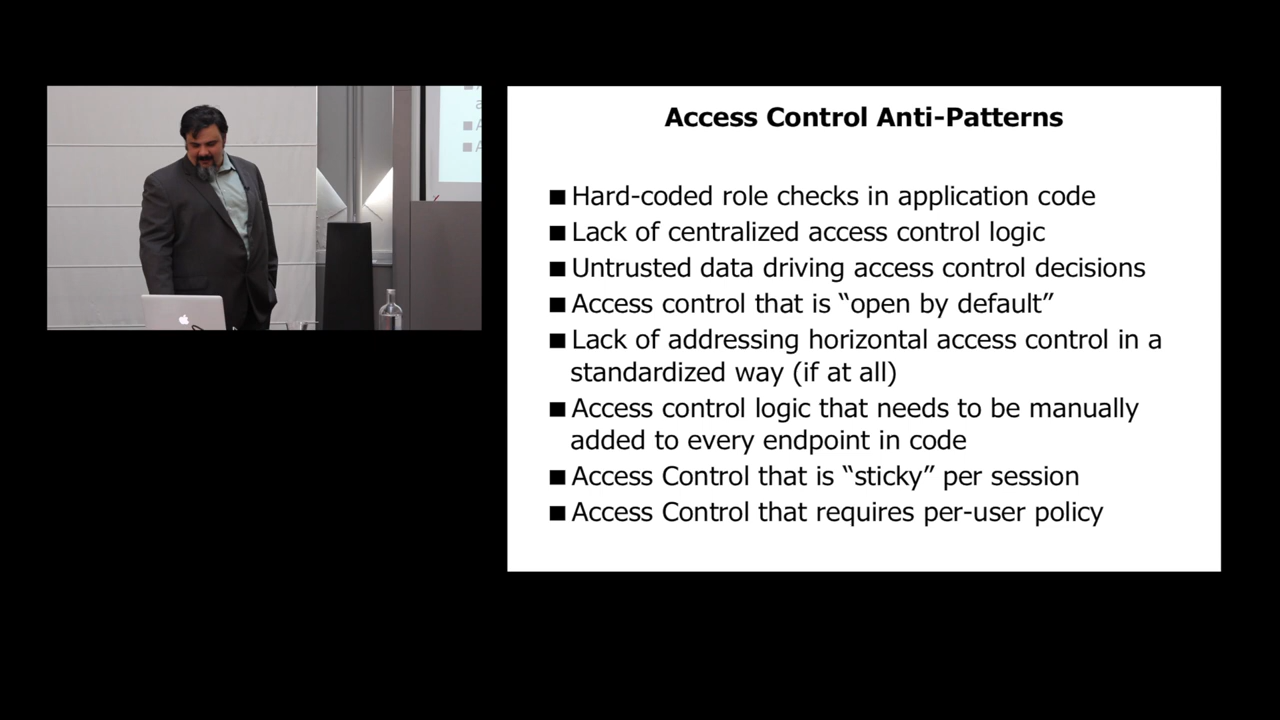 Access Control Anti-Patterns
■ Hard-coded role checks in application code
■ Lack of centralized access control logic
■ Untrusted data driving access control decisions
■ Access control that is “open by default”
■ Lack of addressing horizontal access control in a
standardized way (if at all)
■ Access control logic that needs to be manually
added to every endpoint in code
■ Access Control that is “sticky” per session
■ Access Control that requires per-user policy